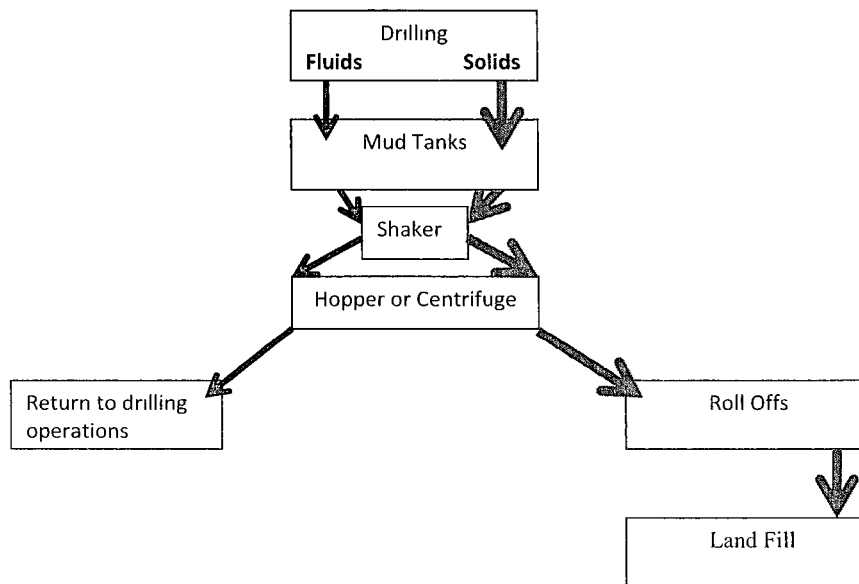 Drilling
Fluids Solids
Mud Tanks
Shaker
Hopper or Centrifuge
Return to drilling
operations
Roll Offs
Land Fill